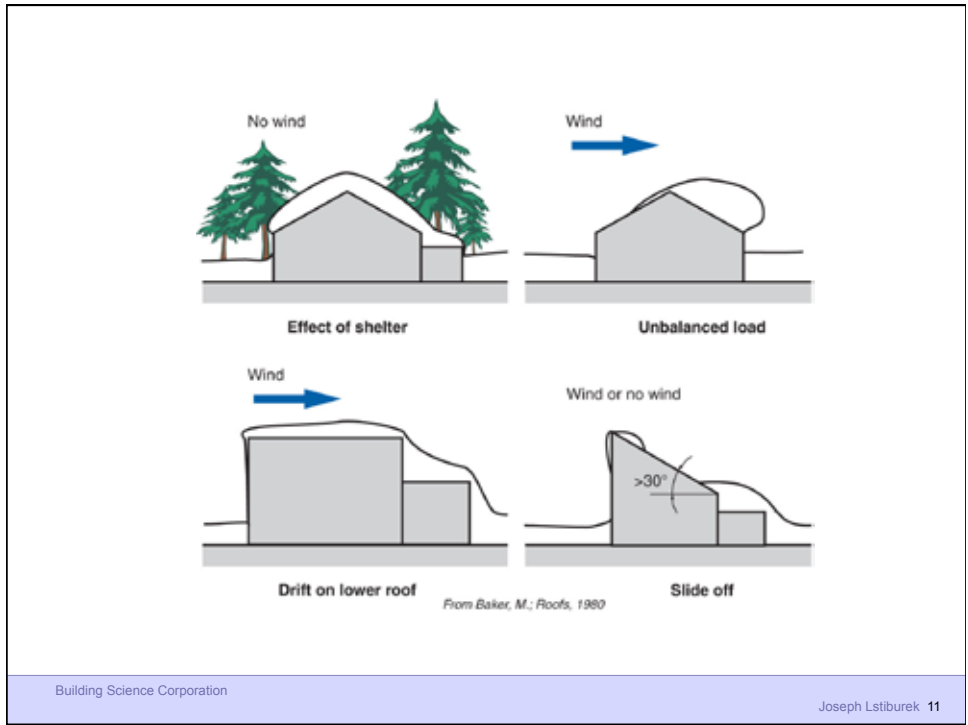 No wind
Wind
Effect of shelter
Unbalanced load
Wind
Wind or no wind
>30°
Drift on lower roof
Slide off
From Baker, M.; Roofs, 1980
Building Science Corporation
Joseph Lstiburek 11